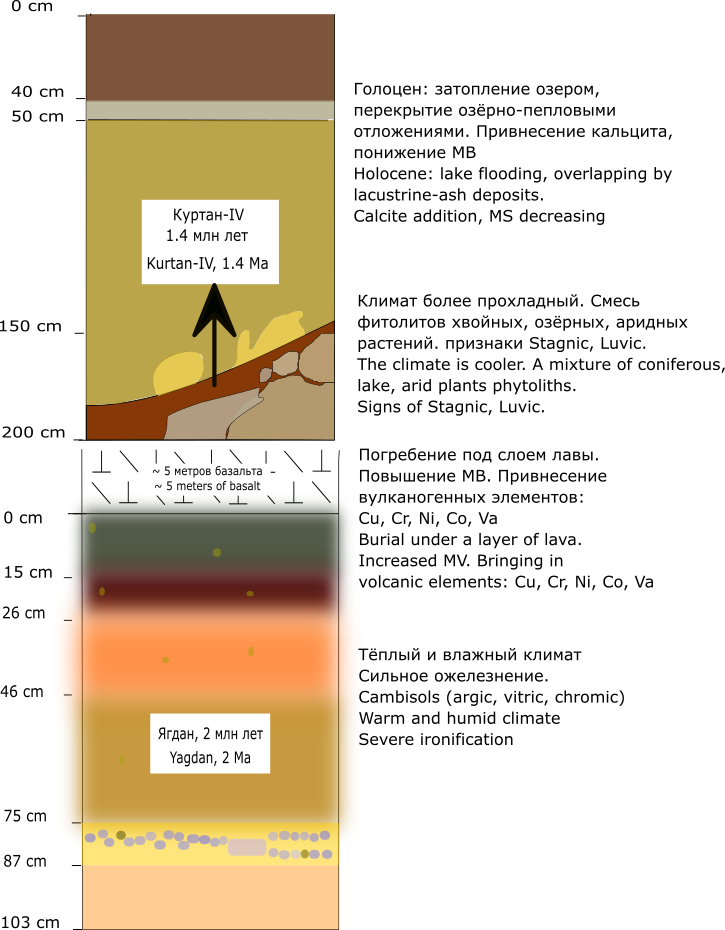 0 cm
40 cm
50 cm
Голоцен: затопление озером,
перекрытие озёрно-пепловыми
отложениями. Привнесение кальцита,
понижение МВ
Holocene: lake flooding, overlapping by
lacustrine-ash deposits.
Calcite addition, MS decreasing
Куртан-IV
1.4 млн лет
Kurtan-IV, 1.4 Ma
150 cm
Климат более прохладный. Смесь
фитолитов хвойных, озёрных, аридных
растений. признаки Stagnic, Luvic.
The climate is cooler. A mixture of coniferous,
lake, arid plants phytoliths.
Signs of Stagnic, Luvic.
200 cm
~ 5 метров базальта
~ 5 meters of basalt
Погребение под слоем лавы.
Повышение МВ. Привнесение
вулканогенных элементов:
Cu, Cr, Ni, Co, Va
Burial under a layer of lava.
Increased MV. Bringing in
volcanic elements: Cu, Cr, Ni, Co, Va
0 cm
15 cm
26 cm
46 cm
Тёплый и влажный климат
Сильное ожелезнение.
Cambisols (argic, vitric, chromic)
Warm and humid climate
Severe ironification
Ягдан, 2 млн лет
Yagdan, 2 Ma
75 cm
87 cm
103 cm